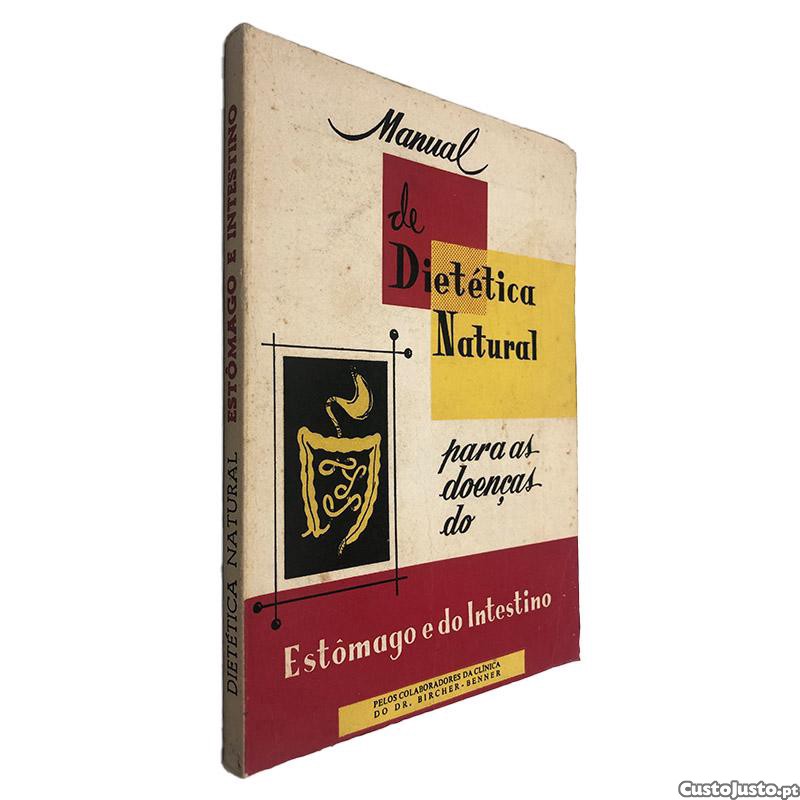 Manual
de
Dietética
Natural
para as
doenças
do
Estômago e do Intestino
PELOS COLABORADORES DA CLÍNICA
DO DR. BIRCHER-BENNER
DIETÉTICA NATURAL ESTÔMAGO E INTESTINO
CustoJusto.pt